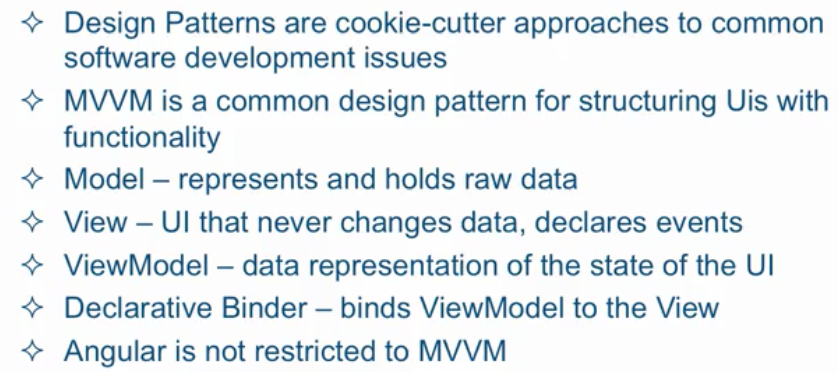 ✧ Design Patterns are cookie-cutter approaches to common
software development issues
✧ MVVM is a common design pattern for structuring Uis with
functionality
✧ Model – represents and holds raw data
✧ View – UI that never changes data, declares events
✧ ViewModel – data representation of the state of the UI
✧ Declarative Binder – binds ViewModel to the View
✧ Angular is not restricted to MVVM